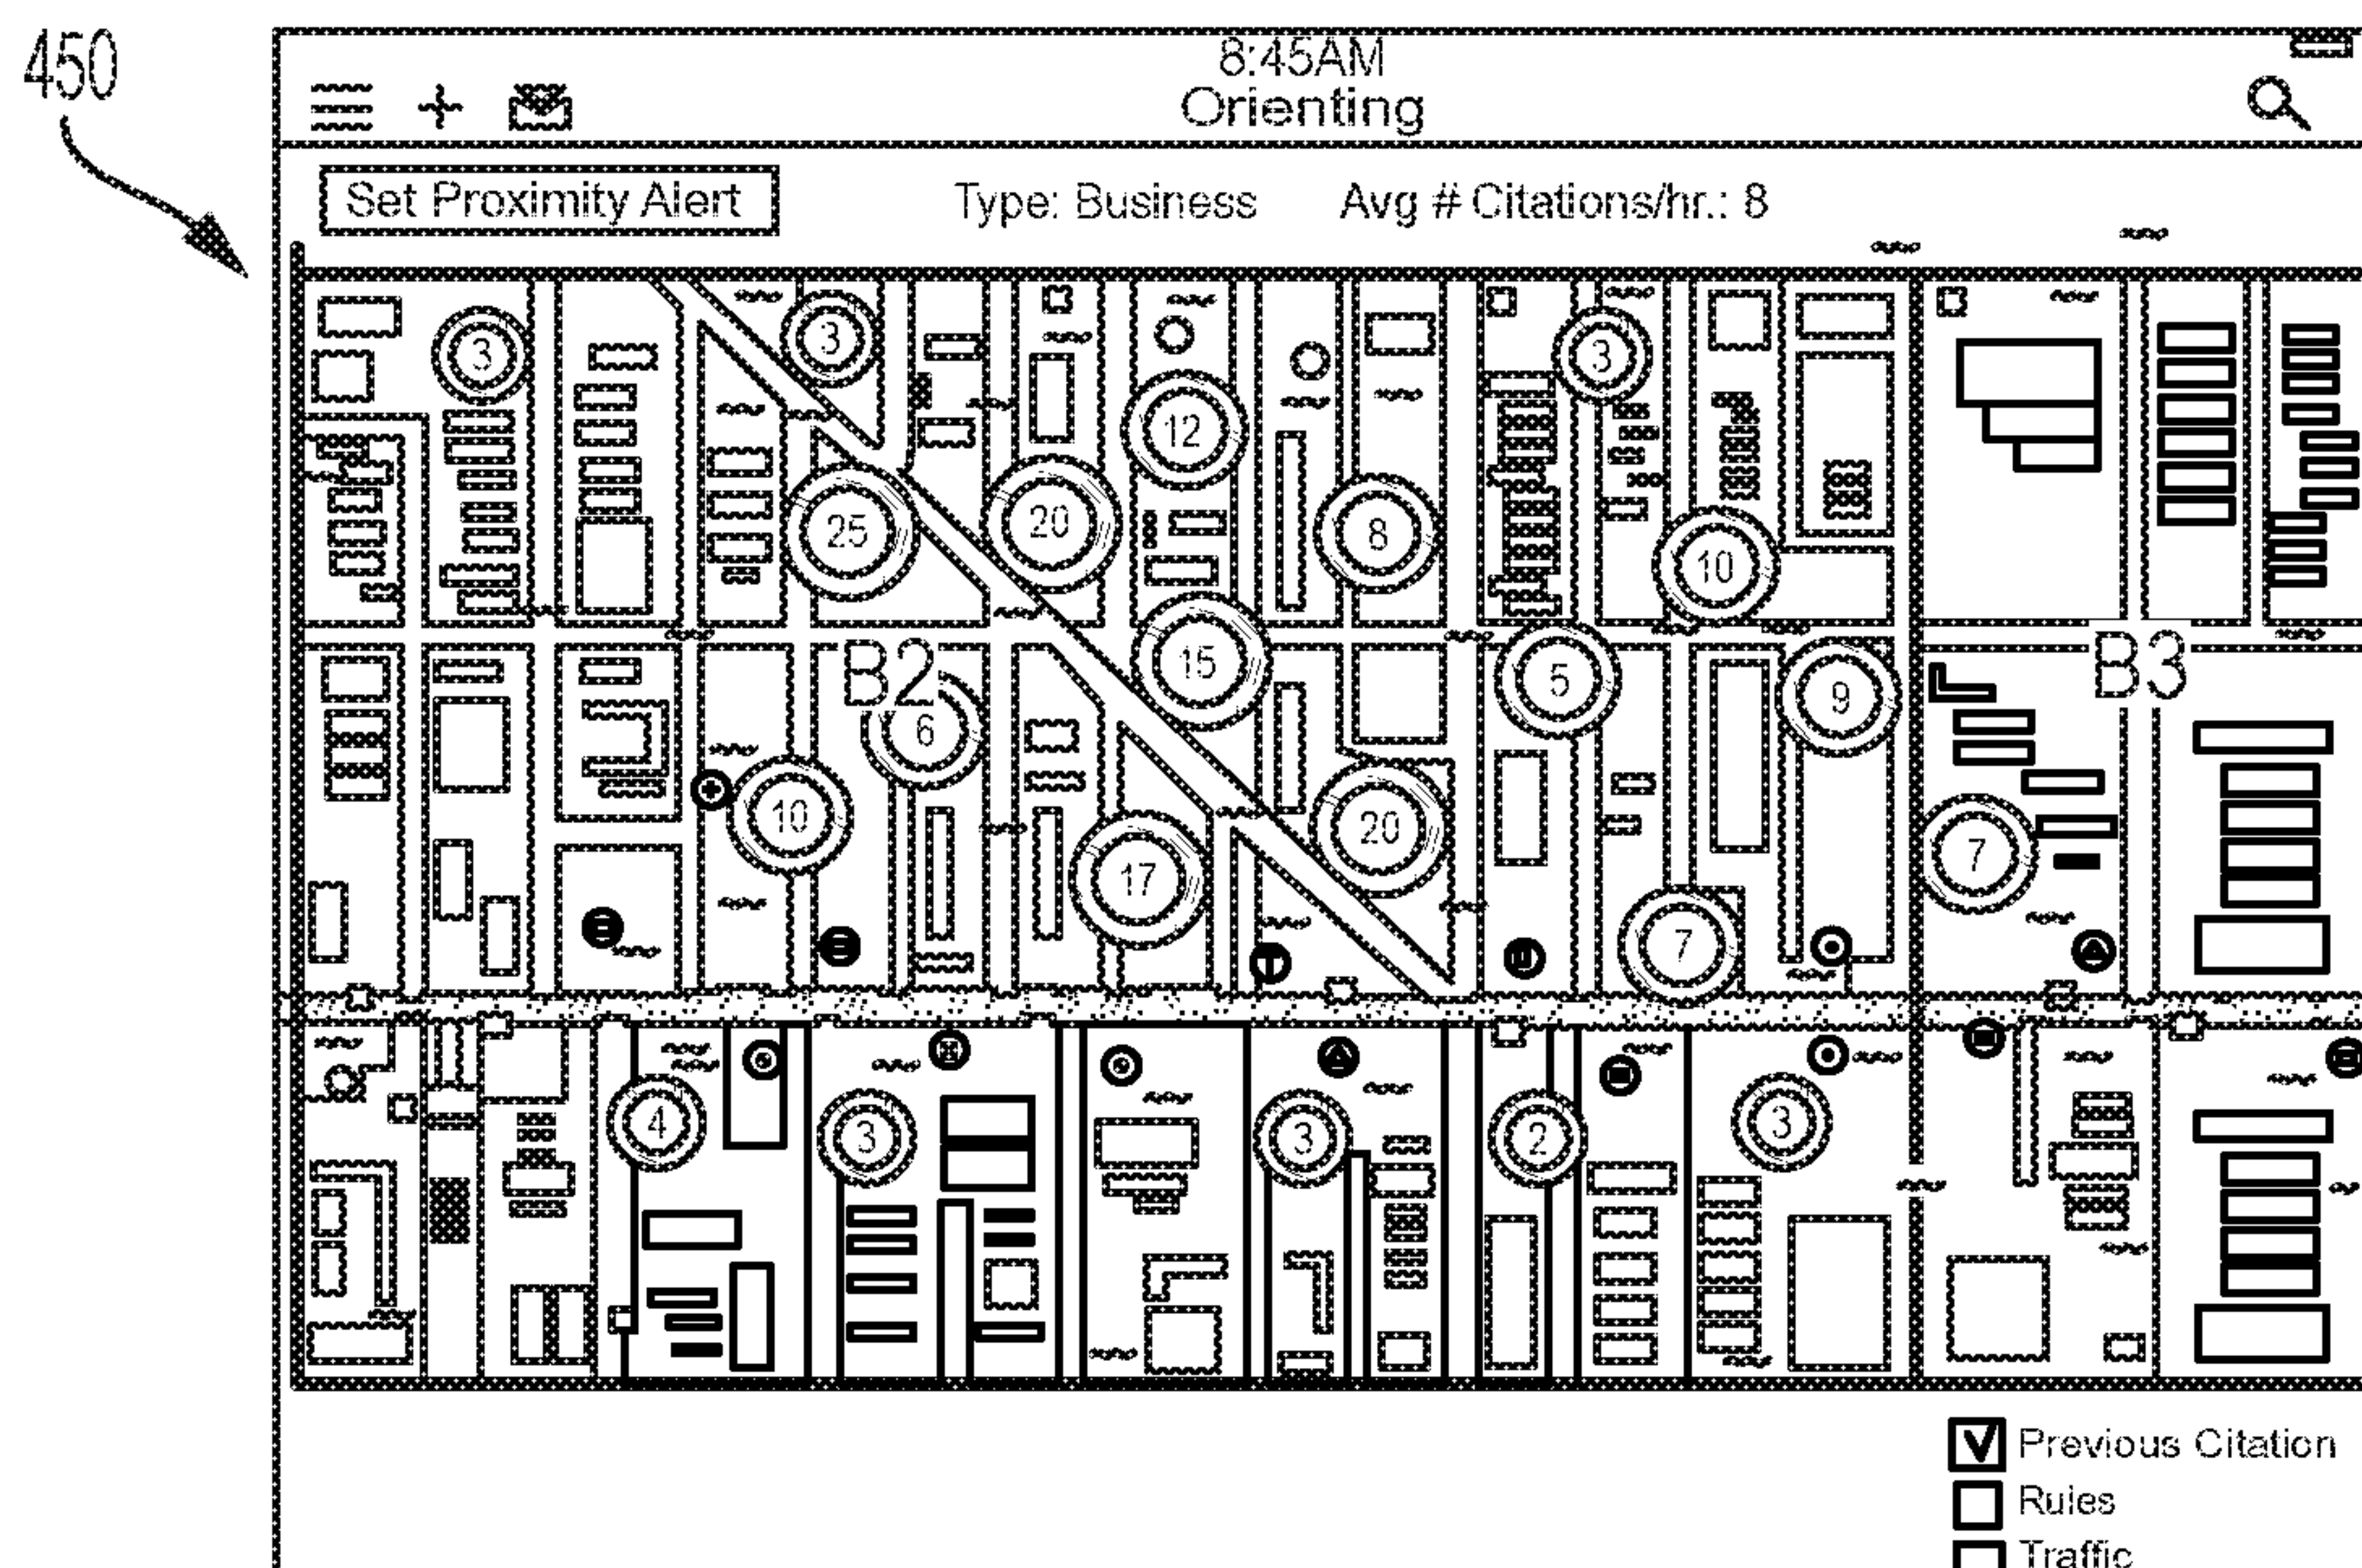 450
8:45AM
Orienting
Set Proximity Alert Type: Business Avg # Citations/hr.: 8
3 3 3
12
25 20 8 10
B2 15 5 9 B3
6
10 17 20 7
7
4 3 3 2 3
Previous Citation
Rules
Traffic